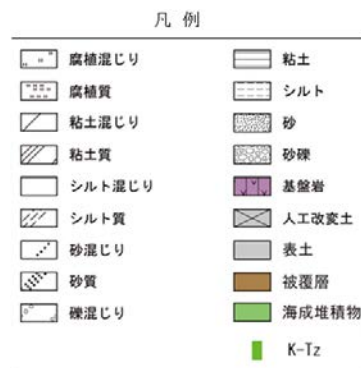 凡 例
腐植混じり
腐植質
粘土混じり
粘土質
シルト混じり
シルト質
砂混じり
砂質
礫混じり
粘土
シルト
砂
砂礫
基盤岩
人工改変土
表土
被覆層
海成堆積物
K-Tz